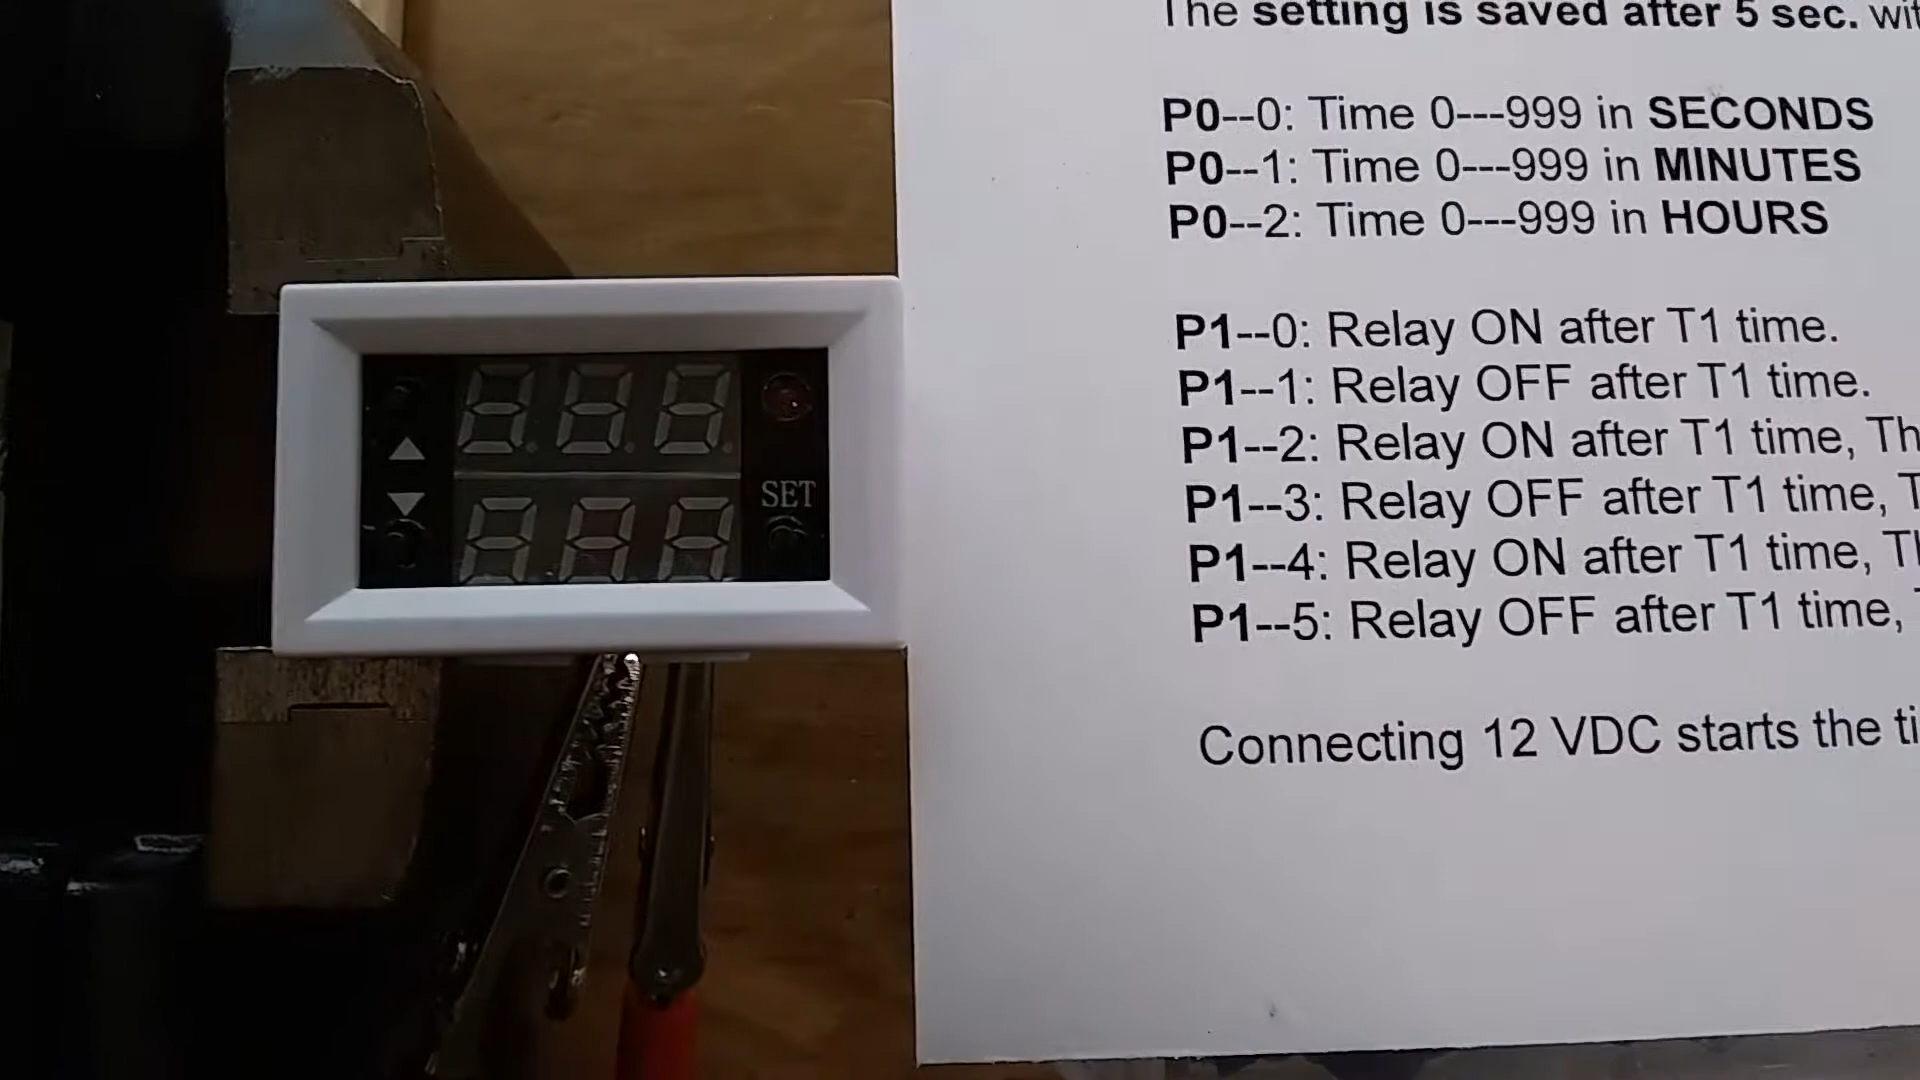 The setting is saved after 5 sec.
P0--0: Time 0---999 in SECONDS
P0--1: Time 0---999 in MINUTES
P0--2: Time 0---999 in HOURS
P1--0: Relay ON after T1 time.
P1--1: Relay OFF after T1 time.
P1--2: Relay ON after T1 time,
P1--3: Relay OFF after T1 time,
P1--4: Relay ON after T1 time,
P1--5: Relay OFF after T1 time,
Connecting 12 VDC starts the
SET